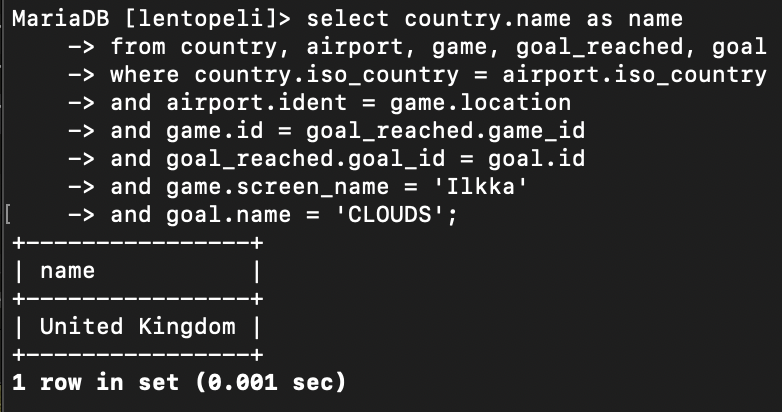 MariaDB [lentopeli]> select country.name as name
    -> from country, airport, game, goal_reached, goal
    -> where country.iso_country = airport.iso_country
    -> and airport.ident = game.location
    -> and game.id = goal_reached.game_id
    -> and goal_reached.goal_id = goal.id
    -> and game.screen_name = 'Ilkka'
[    -> and goal.name = 'CLOUDS';
+----------------+
| name           |
+----------------+
| United Kingdom |
+----------------+
1 row in set (0.001 sec)